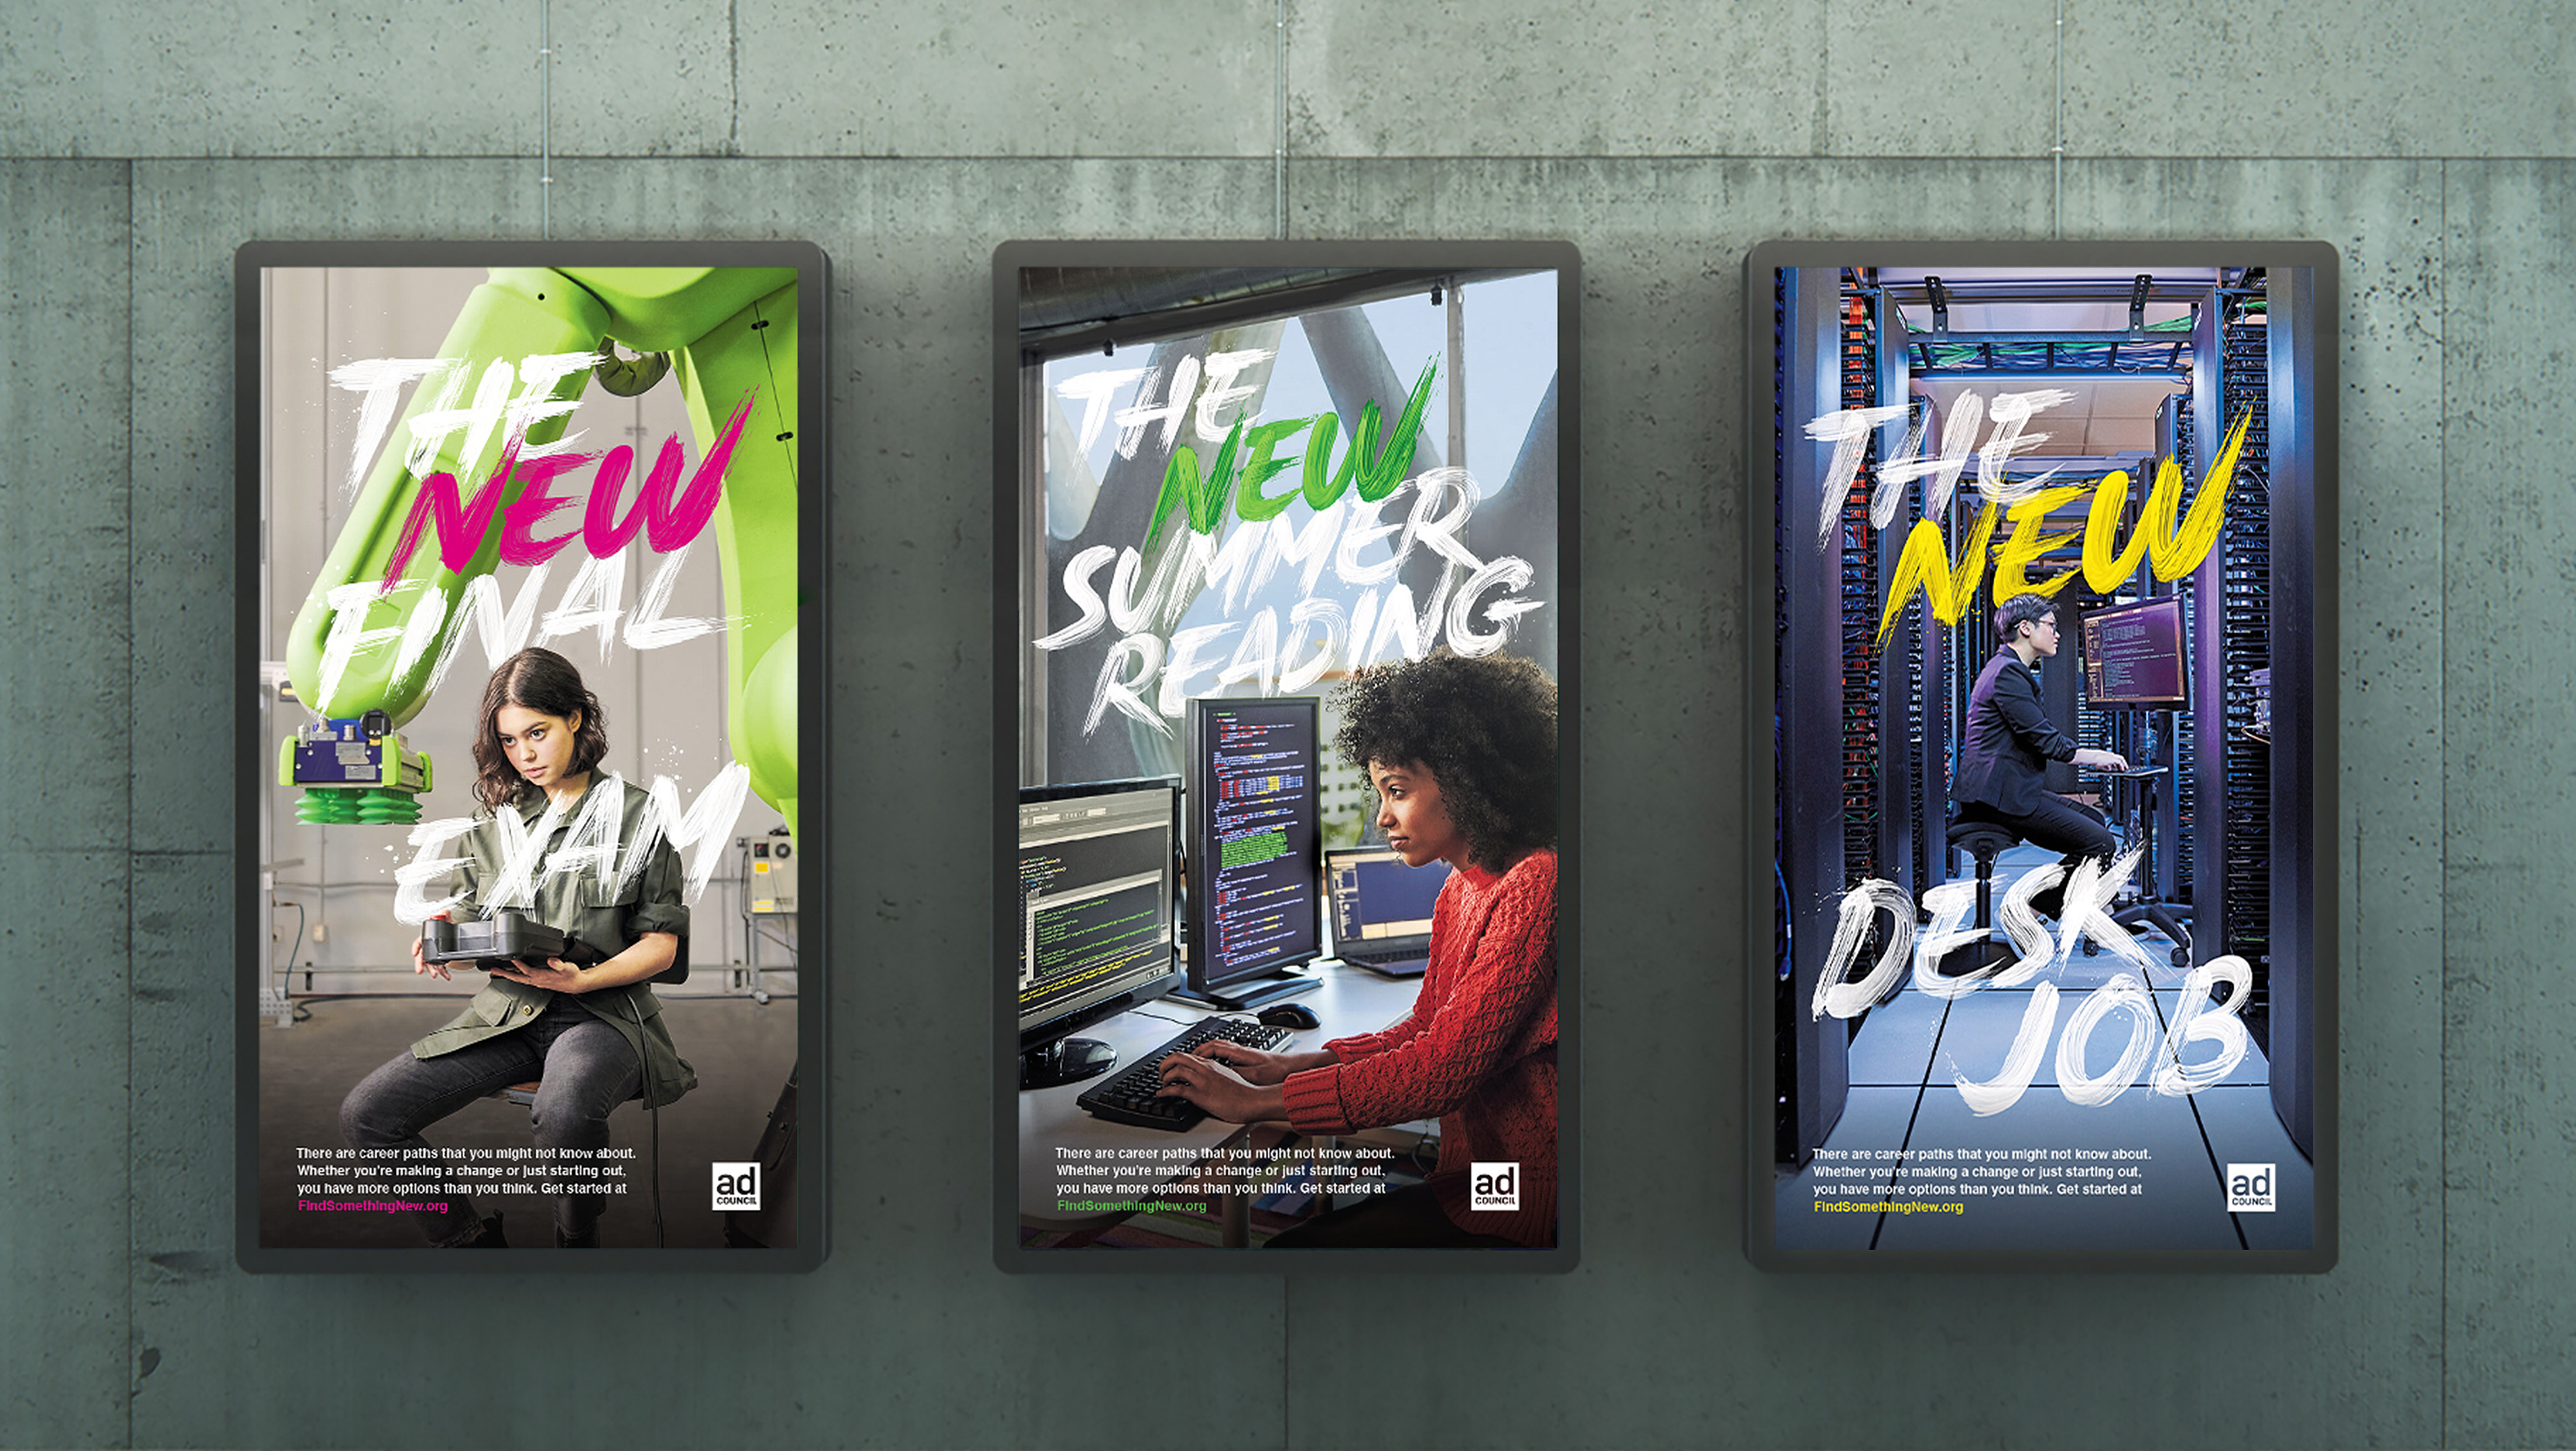 THE
NEW
FINAL
EXAM
There are career paths that you might not know about.
Whether you're making a change or just starting out,
you have more options than you think. Get started at
FindSomethingNew.org
ad
COUNCIL
THE
NEW
SUMMER
READING
There are career paths that you might not know about.
Whether you're making a change or just starting out,
you have more options than you think. Get started at
FindSomethingNew.org
ad
COUNCIL
THE
NEW
DESK
JOB
There are career paths that you might not know about.
Whether you're making a change or just starting out,
you have more options than you think. Get started at
FindSomethingNew.org
ad
COUNCIL